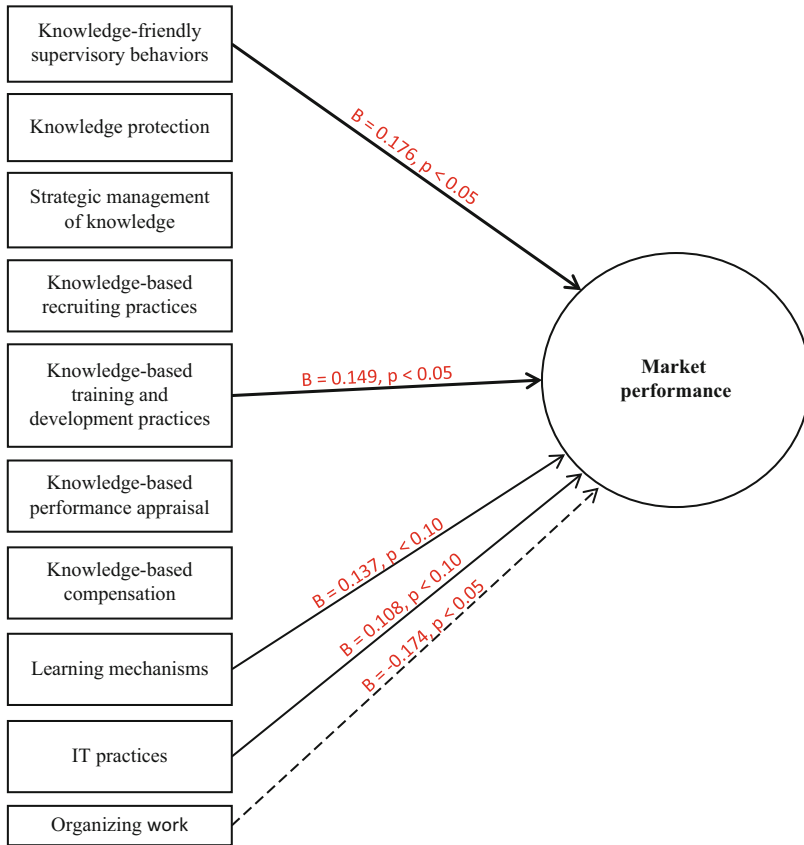 Knowledge-friendly
supervisory behaviors
Knowledge protection
Strategic management
of knowledge
Knowledge-based
recruiting practices
Knowledge-based
training and
development practices
Knowledge-based
performance appraisal
Knowledge-based
compensation
Learning mechanisms
IT practices
Organizing work
B = 0.176, p < 0.05
B = 0.149, p < 0.05
B = 0.137, p < 0.10
B = 0.108, p < 0.10
B = -0.174, p < 0.05
Market
performance